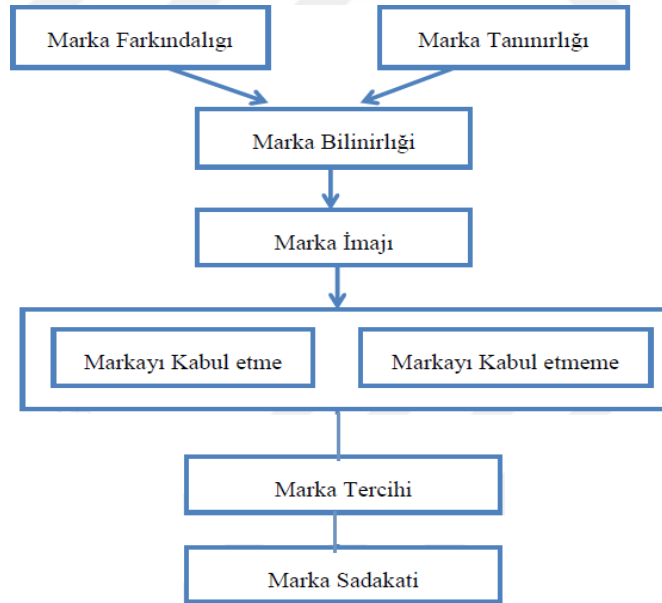 Marka Farkındalıgı
Marka Tanınırlığı
Marka Bilinirliği
Marka İmajı
Markayı Kabul etme
Markayı Kabul etmeme
Marka Tercihi
Marka Sadakati